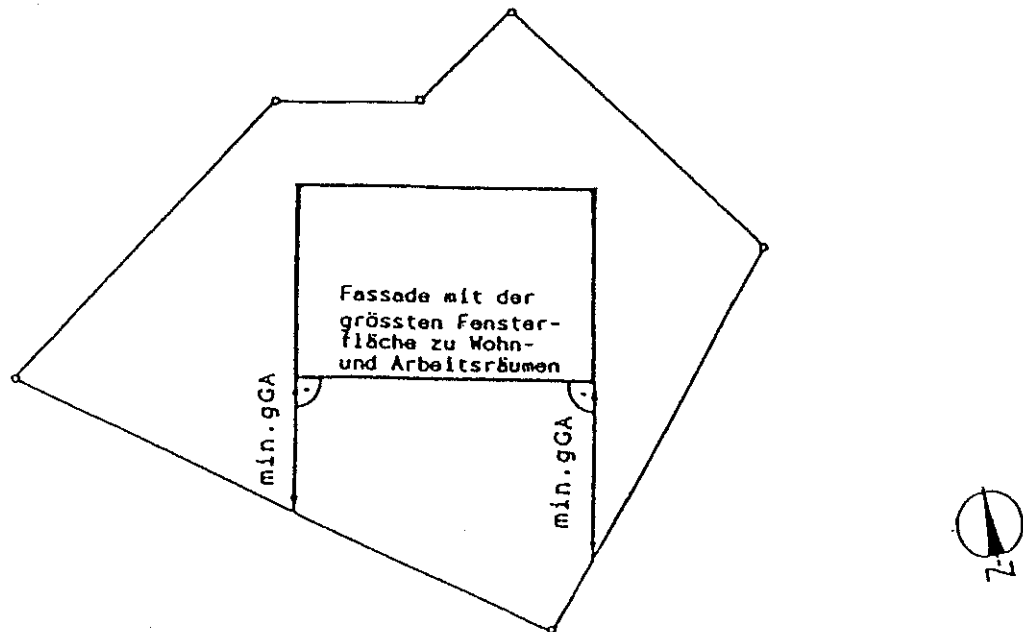 Fassade mit der
grössten Fenster-
fläche zu Wohn-
und Arbeitsräumen
min.gGA
min.gGA
N